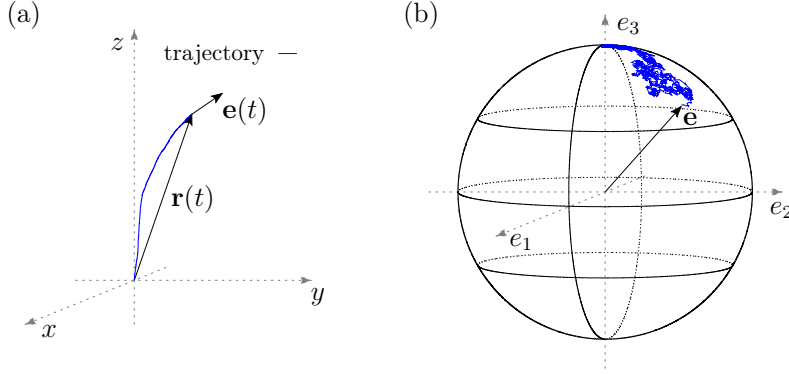 (a)
(b)
z
trajectory
e(t)
r(t)
y
x
e₃
e
e₂
e₁